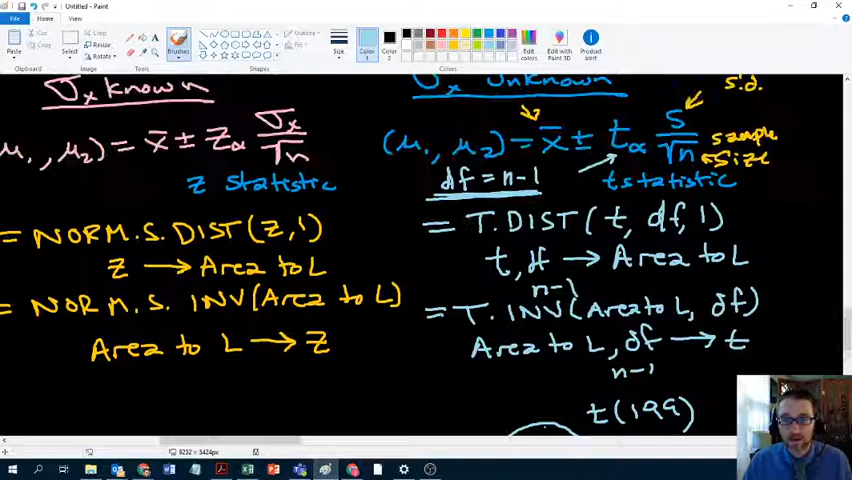 Untitled - Paint
File Home View
Paste
Select
Crop
Resize
Rotate
Brushes
Outline
Fill
Size
Color 1
Color 2
Edit colors
Edit with Paint 3D
Product alert
Clipboard Image Tools Shapes Colors
σx known
μ1, μ2) = x̄ ± zα σx/√n
z statistic
= NORM.S.DIST(z,1)
z → Area to L
= NORM.S.INV(Area to L)
Area to L → z
σx unknown
s.d.
(μ1, μ2) = x̄ ± tα s/√n
sample size
df = n-1
t statistic
= T.DIST(t, df, 1)
t, df → Area to L
n-1
= T.INV(Area to L, df)
Area to L, df → t
n-1
t(199)
9232 × 5424px